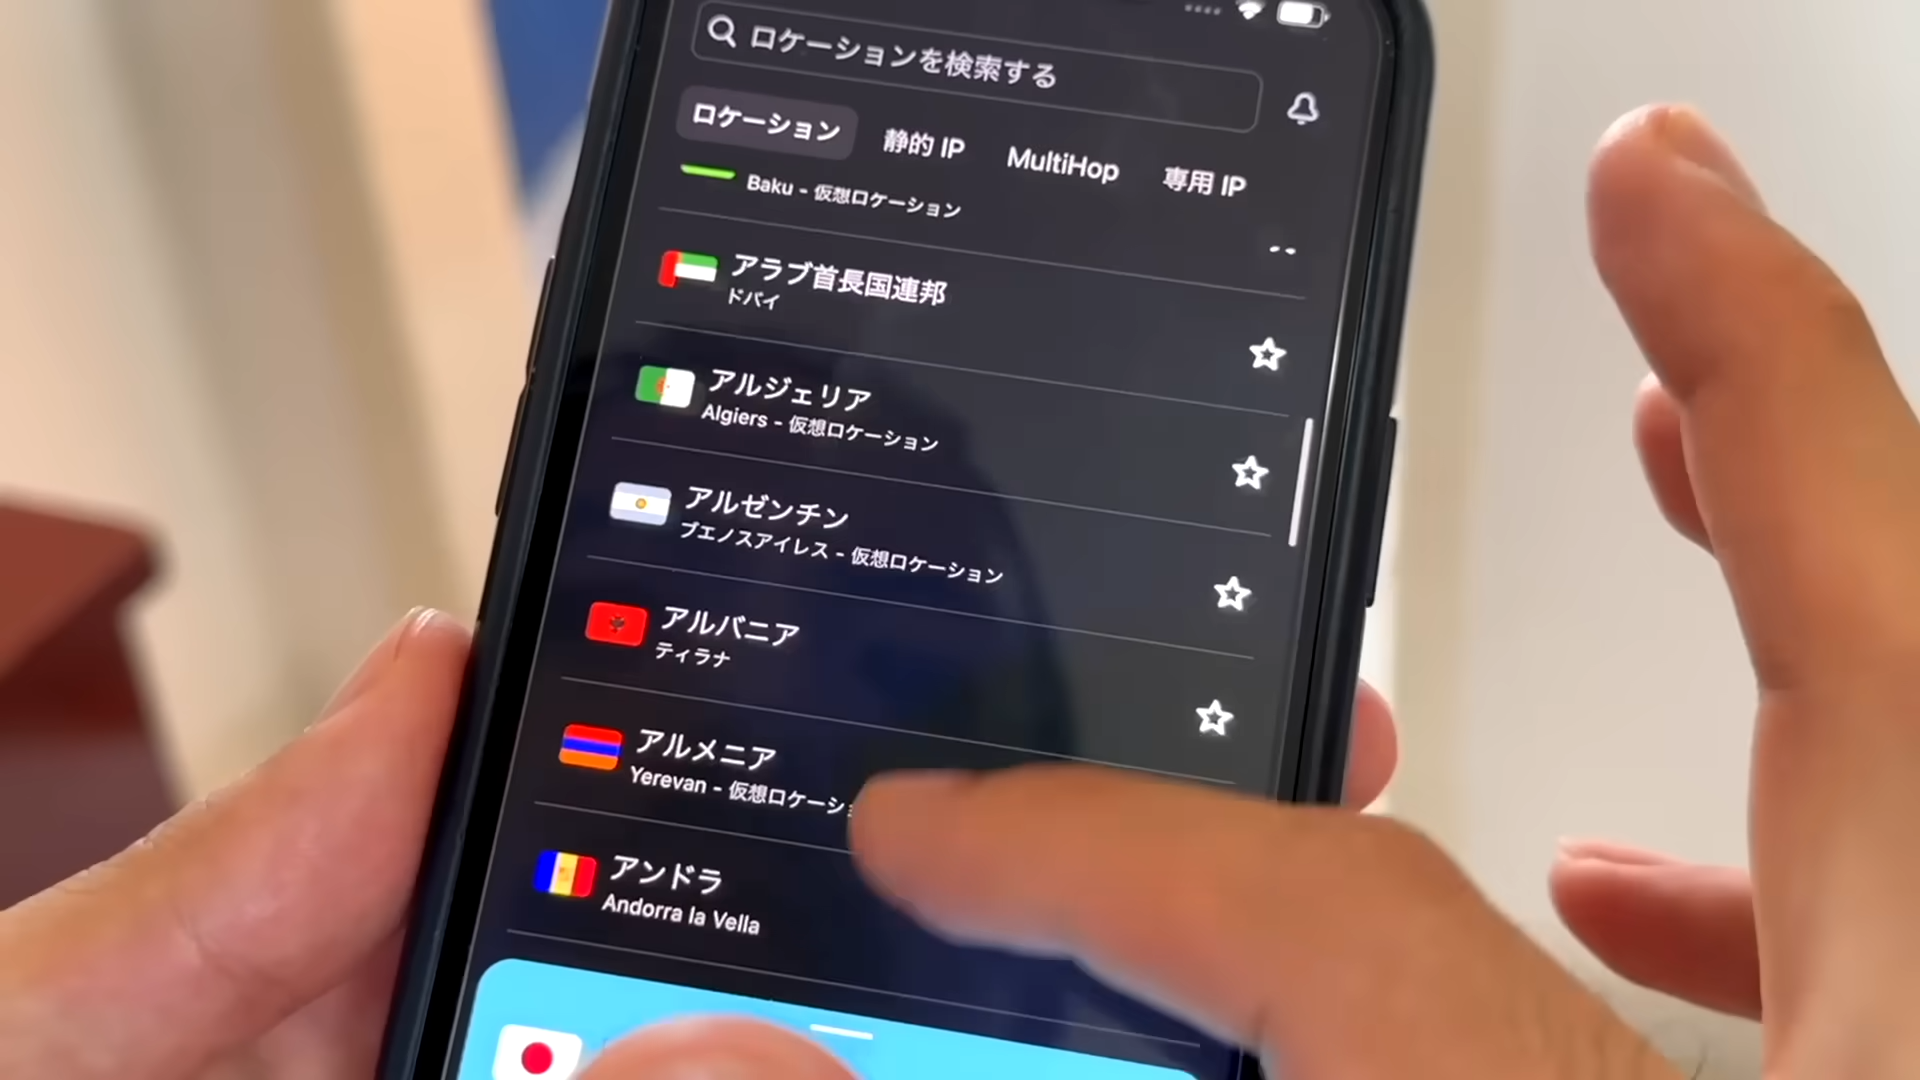 ロケーションを検索する
ロケーション 静的 IP MultiHop 専用 IP
Baku - 仮想ロケーション
アラブ首長国連邦
ドバイ
アルジェリア
Algiers - 仮想ロケーション
アルゼンチン
ブエノスアイレス - 仮想ロケーション
アルバニア
ティラナ
アルメニア
Yerevan - 仮想ロケーショ
アンドラ
Andorra la Vella